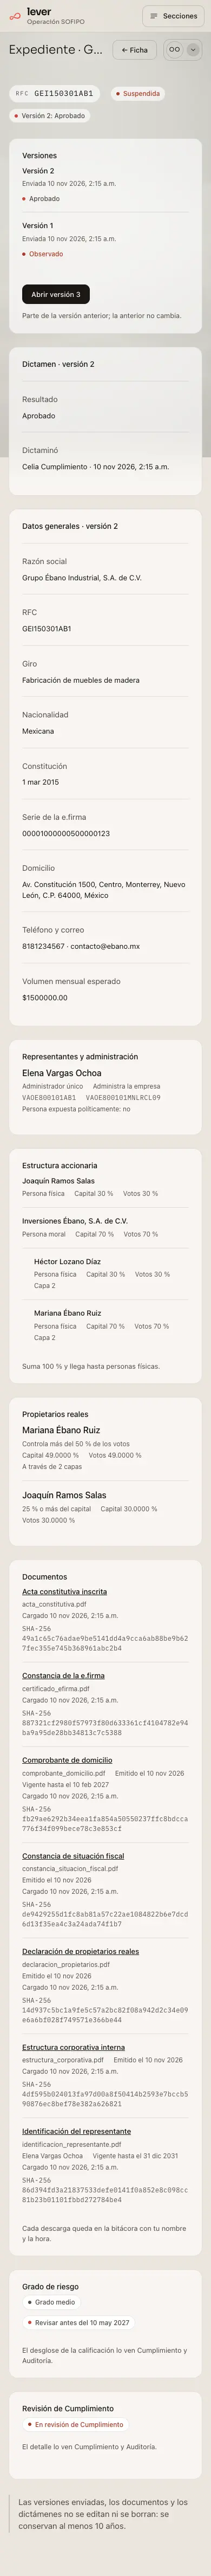 lever
Operación SOFIPO
Secciones
Expediente · G...
← Ficha
OO
RFC GEI150301AB1
Suspendida
Versión 2: Aprobado
Versiones
Versión 2
Enviada 10 nov 2026, 2:15 a.m.
Aprobado
Versión 1
Enviada 10 nov 2026, 2:15 a.m.
Observado
Abrir versión 3
Parte de la versión anterior; la anterior no cambia.
Dictamen · versión 2
Resultado
Aprobado
Dictaminó
Celia Cumplimiento · 10 nov 2026, 2:15 a.m.
Datos generales · versión 2
Razón social
Grupo Ébano Industrial, S.A. de C.V.
RFC
GEI150301AB1
Giro
Fabricación de muebles de madera
Nacionalidad
Mexicana
Constitución
1 mar 2015
Serie de la e.firma
00001000000500000123
Domicilio
Av. Constitución 1500, Centro, Monterrey, Nuevo
León, C.P. 64000, México
Teléfono y correo
8181234567 · contacto@ebano.mx
Volumen mensual esperado
$1500000.00
Representantes y administración
Elena Vargas Ochoa
Administrador único Administra la empresa
VAOE800101AB1 VAOE800101MNLRCL09
Persona expuesta políticamente: no
Estructura accionaria
Joaquín Ramos Salas
Persona física Capital 30 % Votos 30 %
Inversiones Ébano, S.A. de C.V.
Persona moral Capital 70 % Votos 70 %
Héctor Lozano Díaz
Persona física Capital 30 % Votos 30 %
Capa 2
Mariana Ébano Ruiz
Persona física Capital 70 % Votos 70 %
Capa 2
Suma 100 % y llega hasta personas físicas.
Propietarios reales
Mariana Ébano Ruiz
Controla más del 50 % de los votos
Capital 49.0000 % Votos 49.0000 %
A través de 2 capas
Joaquín Ramos Salas
25 % o más del capital Capital 30.0000 %
Votos 30.0000 %
Documentos
Acta constitutiva inscrita
acta_constitutiva.pdf
Cargado 10 nov 2026, 2:15 a.m.
SHA-256
49a1c65c76adae9be5141dd4a9cca6ab88be9b62
7fec355e745b368961abc2b4
Constancia de la e.firma
certificado_efirma.pdf
Cargado 10 nov 2026, 2:15 a.m.
SHA-256
887321cf2980f57973f80d633361cf4104782e94
ba9a95de28bb34813c7c5388
Comprobante de domicilio
comprobante_domicilio.pdf Emitido el 10 nov 2026
Vigente hasta el 10 feb 2027
Cargado 10 nov 2026, 2:15 a.m.
SHA-256
fb29ae6292b34eea1fa854a50550237ffc8bdcca
776f34f099bece78c3e853cf
Constancia de situación fiscal
constancia_situacion_fiscal.pdf
Emitido el 10 nov 2026
Cargado 10 nov 2026, 2:15 a.m.
SHA-256
de9429255d1fc8ab81a57c22ae1084822b6e7dcd
6d13f35ea4c3a24ada74f1b7
Declaración de propietarios reales
declaracion_propietarios.pdf
Emitido el 10 nov 2026
Cargado 10 nov 2026, 2:15 a.m.
SHA-256
14d937c5bc1a9fe5c57a2bc82f08a942d2c34e09
e6a6bf028f749571e366be44
Estructura corporativa interna
estructura_corporativa.pdf Emitido el 10 nov 2026
Cargado 10 nov 2026, 2:15 a.m.
SHA-256
4df595b024013fa97d00a8f50414b2593e7bccb5
90876ec8bef78e382a626821
Identificación del representante
identificacion_representante.pdf
Elena Vargas Ochoa Vigente hasta el 31 dic 2031
Cargado 10 nov 2026, 2:15 a.m.
SHA-256
86d394fd3a21837533defe0141f0a852e8c098cc
81b23b01101fbbd272784be4
Cada descarga queda en la bitácora con tu nombre
y la hora.
Grado de riesgo
Grado medio
Revisar antes del 10 may 2027
El desglose de la calificación lo ven Cumplimiento y
Auditoría.
Revisión de Cumplimiento
En revisión de Cumplimiento
El detalle lo ven Cumplimiento y Auditoría.
Las versiones enviadas, los documentos y los
dictámenes no se editan ni se borran: se
conservan al menos 10 años.